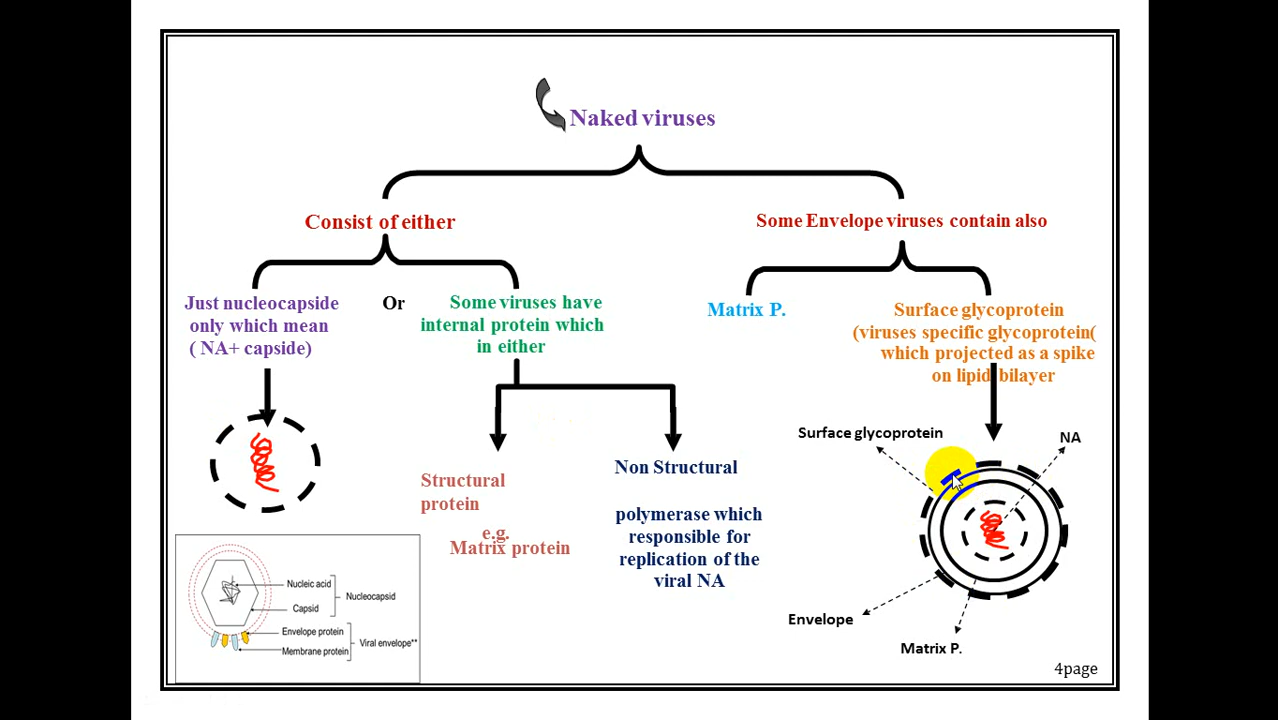 Naked viruses
Consist of either
Some Envelope viruses contain also
Just nucleocapside
only which mean
( NA+ capside)
Or
Some viruses have
internal protein which
in either
Matrix P.
Surface glycoprotein
(viruses specific glycoprotein(
which projected as a spike
on lipid bilayer
Structural
protein
e.g.
Matrix protein
Non Structural
polymerase which
responsible for
replication of the
viral NA
Surface glycoprotein
NA
Envelope
Matrix P.
Nucleic acid
Nucleocapsid
Capsid
Envelope protein
Viral envelope**
Membrane protein
4page